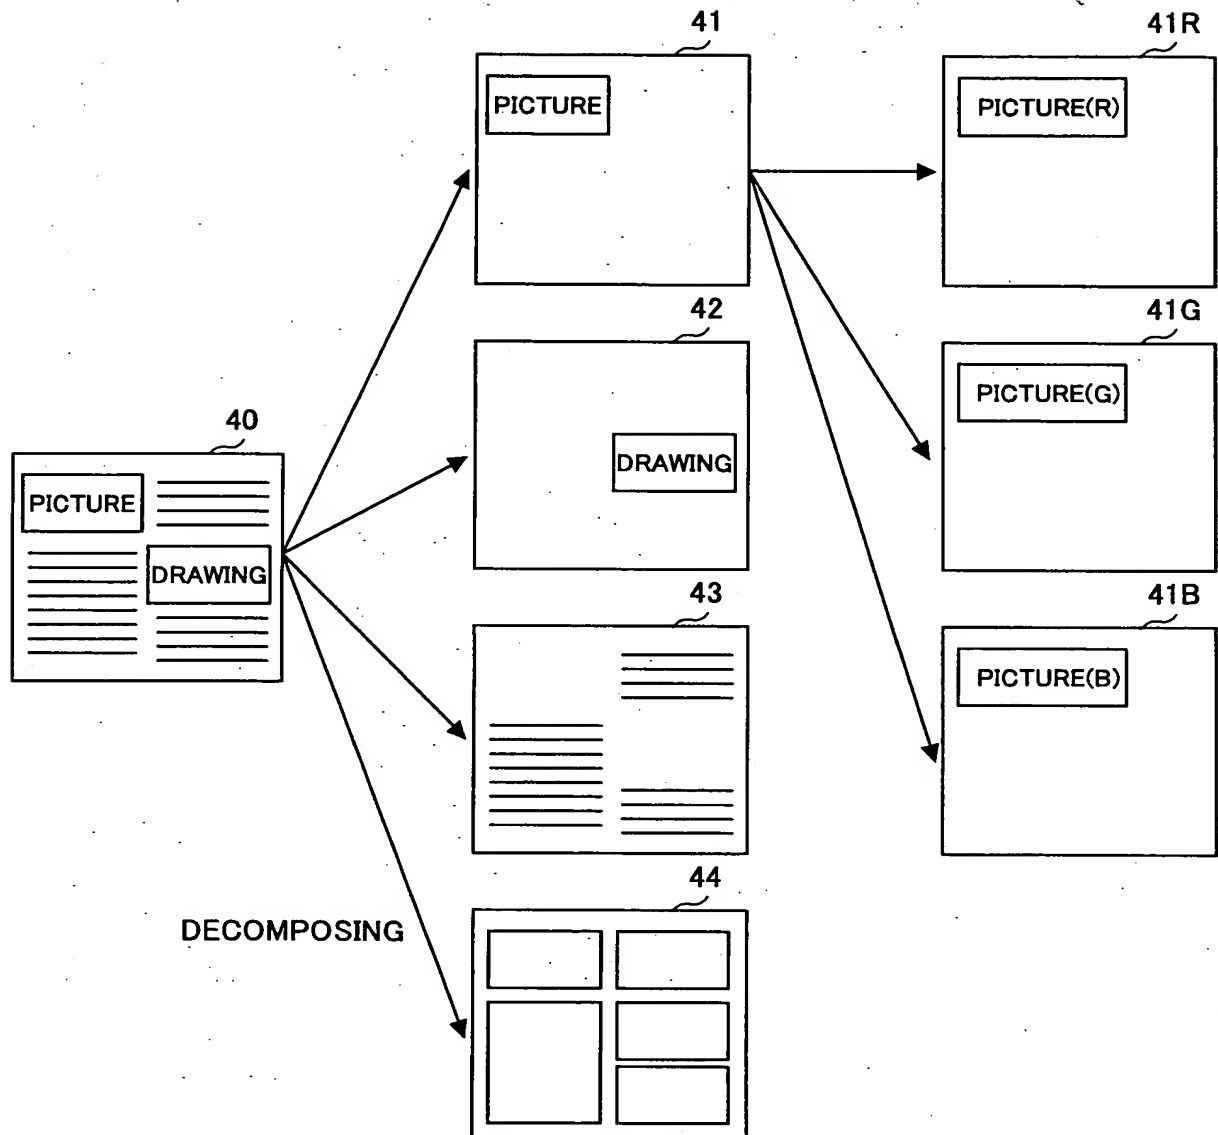 41
41R
PICTURE
PICTURE(R)
42
41G
DRAWING
PICTURE(G)
40
PICTURE
DRAWING
43
41B
PICTURE(B)
44
DECOMPOSING